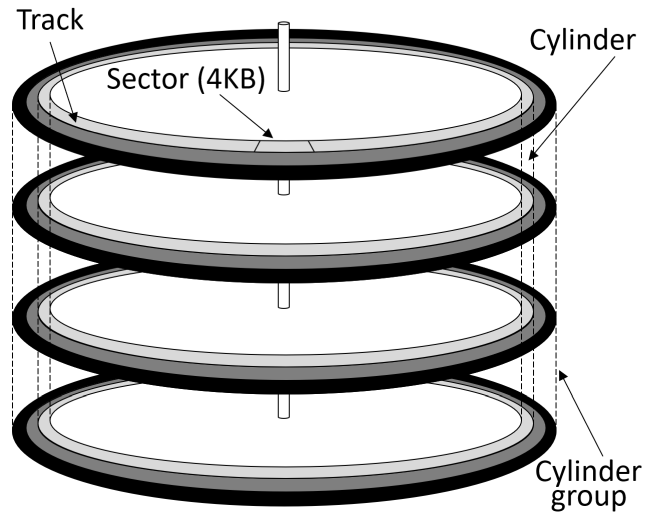 Track
Cylinder
Sector (4KB)
Cylinder
group